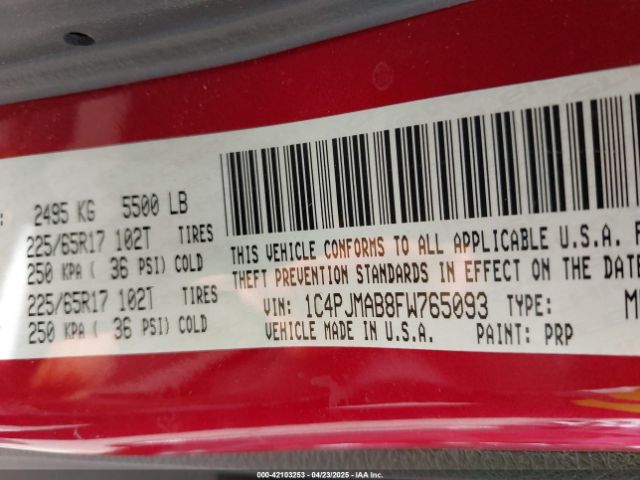 : 2495 KG 5500 LB
225/65R17 102T TIRES
250 KPA ( 36 PSI) COLD
225/65R17 102T TIRES
250 KPA ( 36 PSI) COLD
THIS VEHICLE CONFORMS TO ALL APPLICABLE U.S.A. F
THEFT PREVENTION STANDARDS IN EFFECT ON THE DATE
VIN: 1C4PJMAB8FW765093 TYPE: M
VEHICLE MADE IN U.S.A. PAINT: PRP
000-42103253 - 04/23/2025 - IAA Inc.